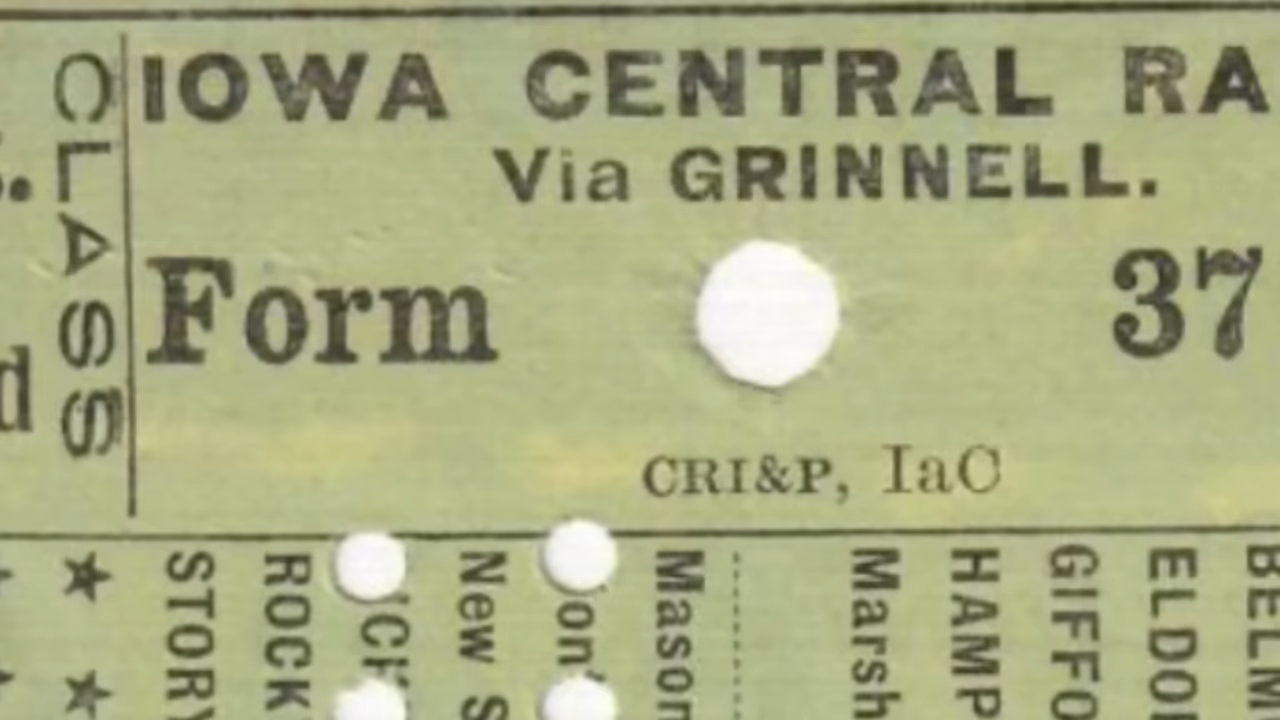 CLASS
IOWA CENTRAL RA
Via GRINNELL.
Form 37
CRI&P, IaC
STORY
ROCK
New S
Mason
Marsh
HAMP
GIFFO
ELDO
BELM